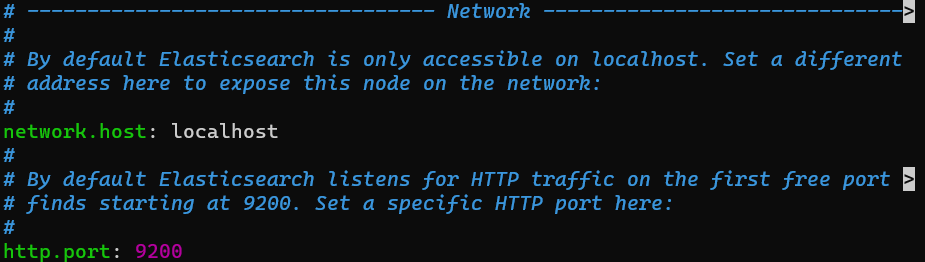 # ---------------------------------- Network ------------------------------>
#
# By default Elasticsearch is only accessible on localhost. Set a different
# address here to expose this node on the network:
#
network.host: localhost
#
# By default Elasticsearch listens for HTTP traffic on the first free port >
# finds starting at 9200. Set a specific HTTP port here:
#
http.port: 9200